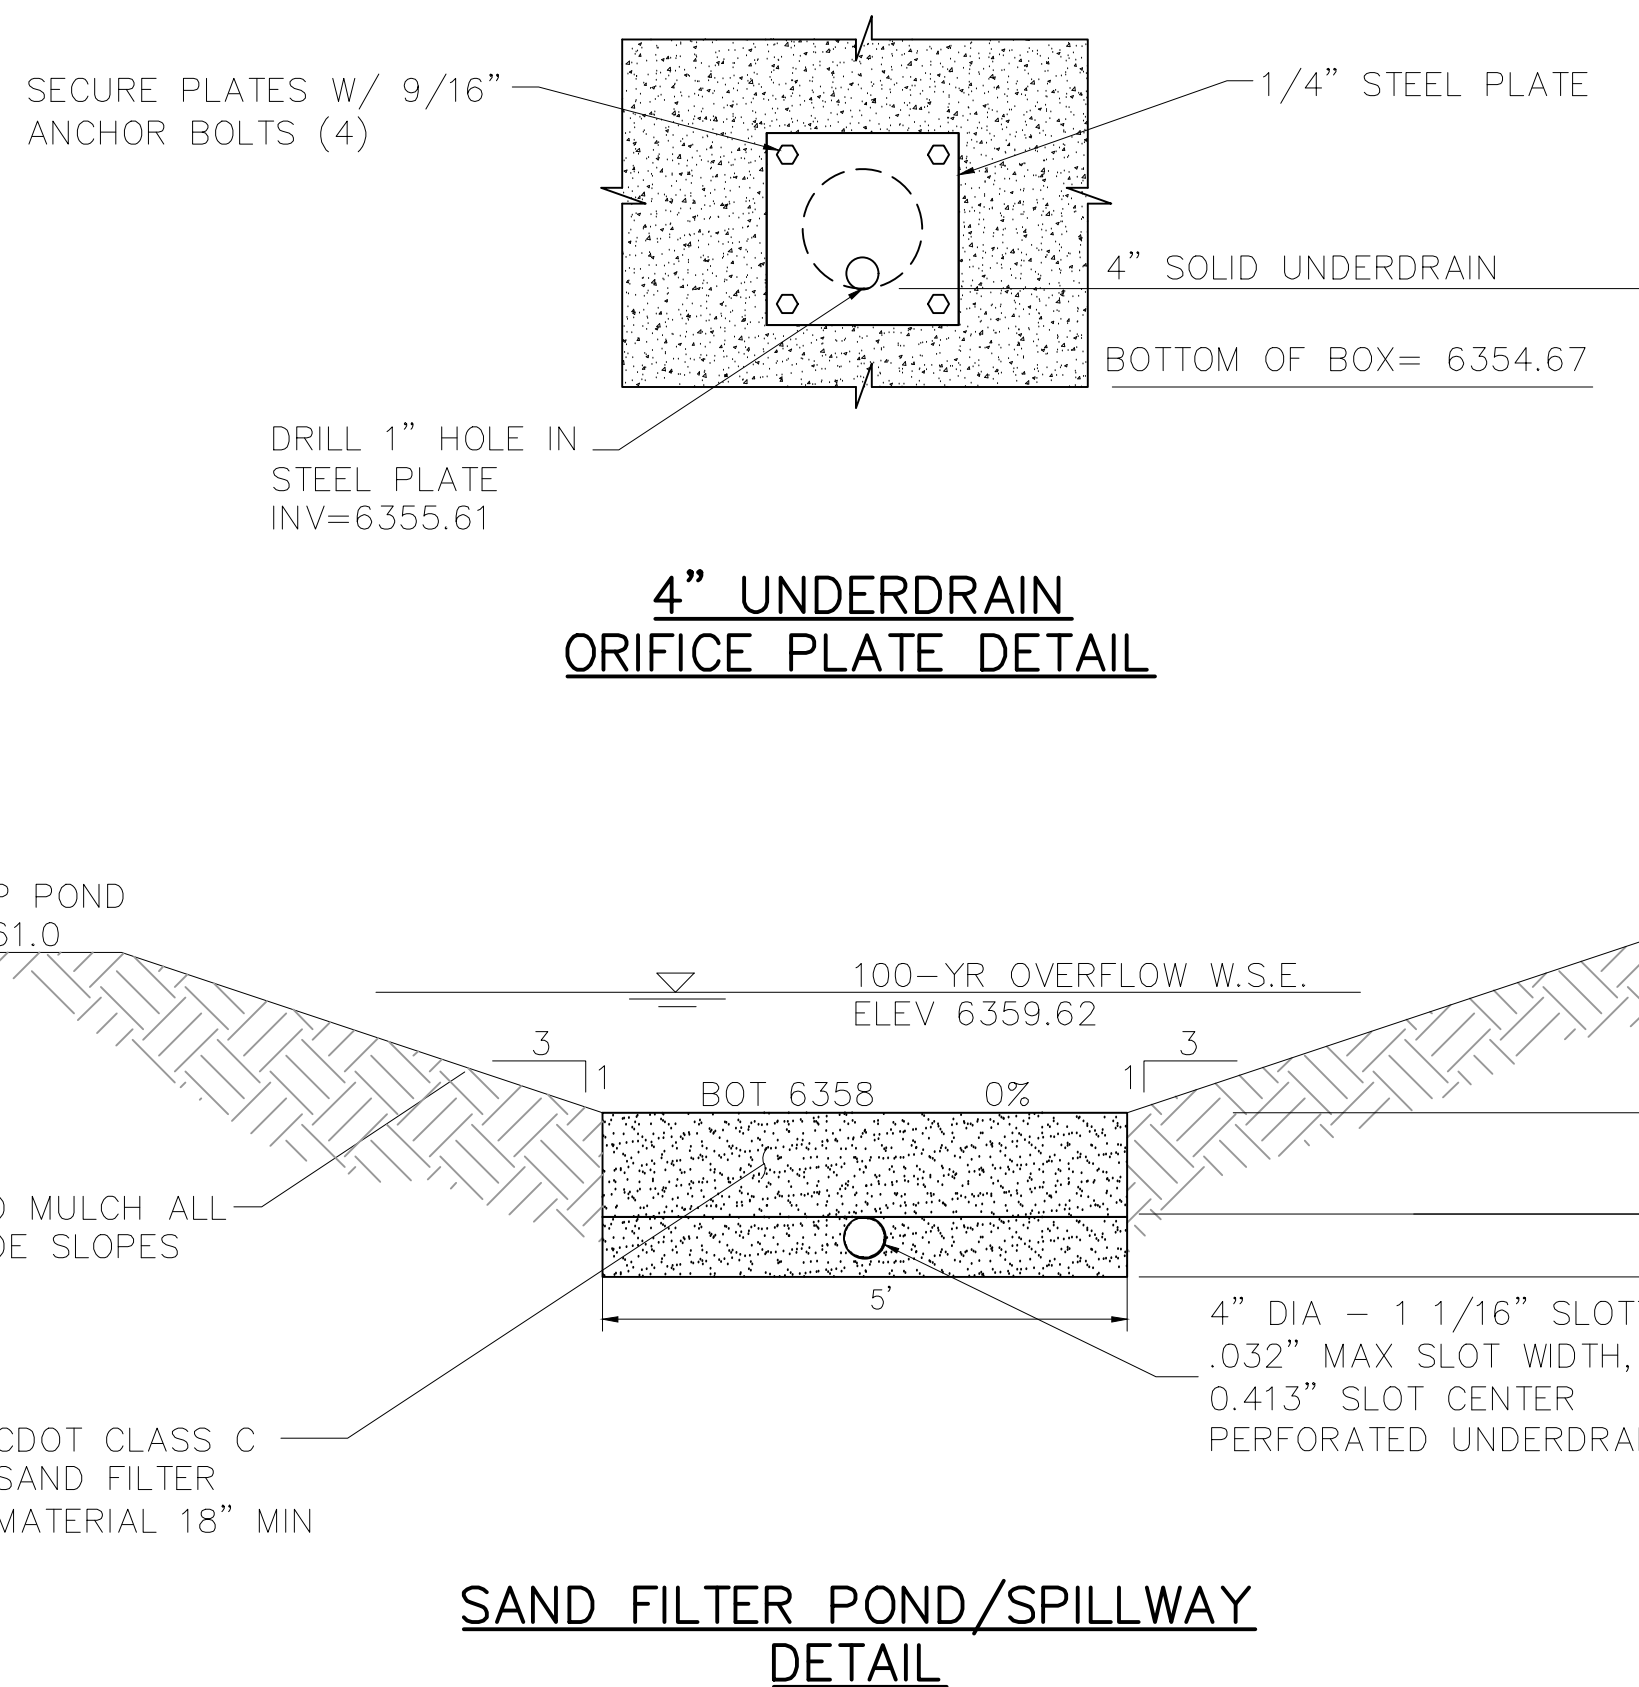 SECURE PLATES W/ 9/16”
ANCHOR BOLTS (4)
1/4” STEEL PLATE
4” SOLID UNDERDRAIN
BOTTOM OF BOX= 6354.67
DRILL 1” HOLE IN
STEEL PLATE
INV=6355.61
4” UNDERDRAIN
ORIFICE PLATE DETAIL
P POND
61.0
100-YR OVERFLOW W.S.E.
ELEV 6359.62
3
1
BOT 6358 0%
1
3
MULCH ALL
SLOPES
5’
4” DIA - 1 1/16” SLOT
.032” MAX SLOT WIDTH,
0.413” SLOT CENTER
PERFORATED UNDERDRAI
CDOT CLASS C
SAND FILTER
MATERIAL 18” MIN
SAND FILTER POND/SPILLWAY
DETAIL